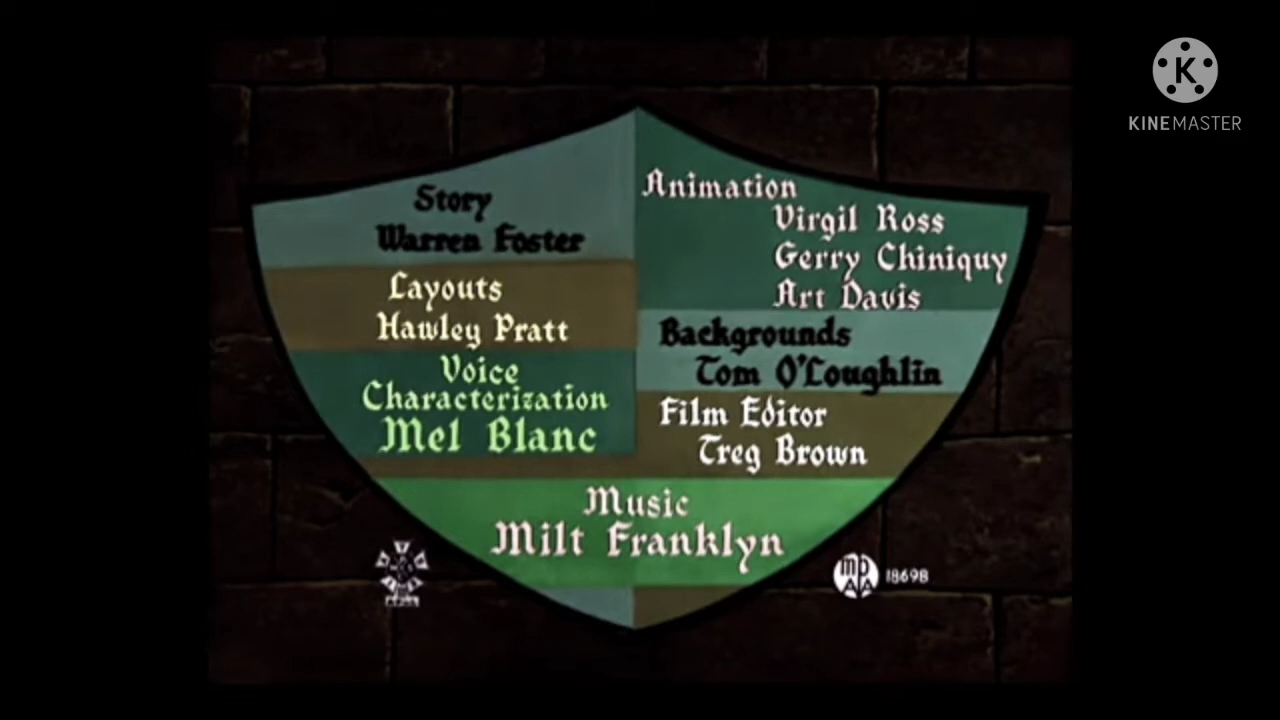 KINEMASTER
Story
Warren Foster
Layouts
Hawley Pratt
Voice
Characterization
Mel Blanc
Animation
Virgil Ross
Gerry Chiniquy
Art Davis
Backgrounds
Tom O'Loughlin
Film Editor
Treg Brown
Music
Milt Franklyn
MPAA 18698